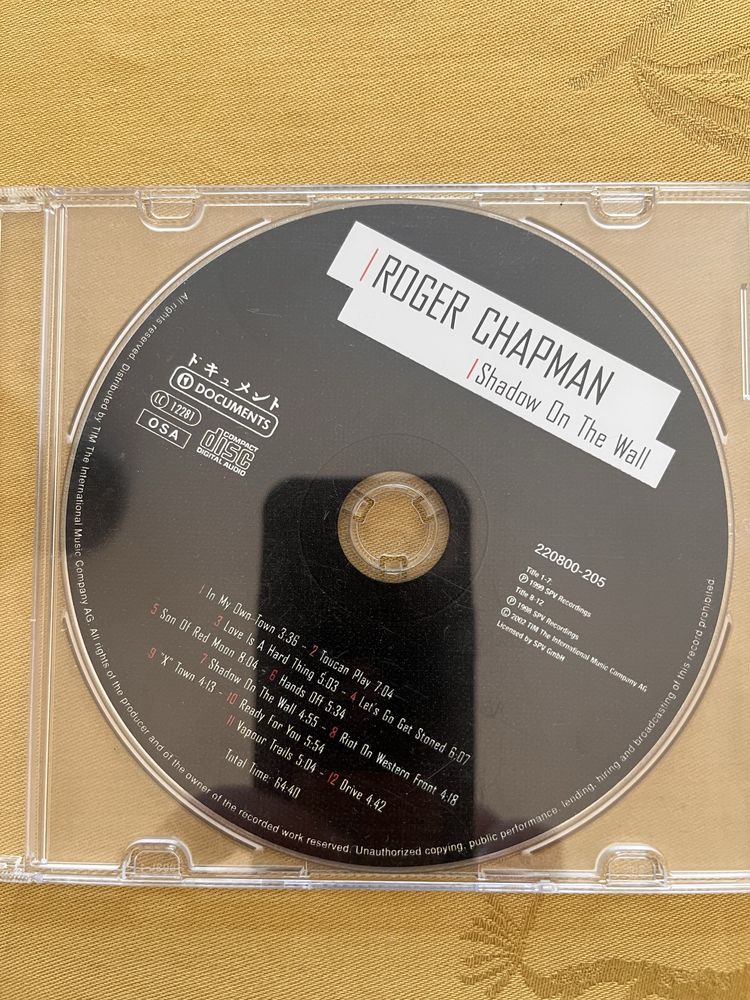 ROGER CHAPMAN
Shadow On The Wall
ドキュメント
DOCUMENTS
LC 12281
OSA
COMPACT
disc
DIGITAL AUDIO
220800-205
Title 1-7
Ⓟ 1999 SPV Recordings
Title 8-12
Ⓟ 1998 SPV Recordings
© 2002 TIM The International Music Company AG
Licensed by SPV GmbH
1 In My Own-Town 3.36 - 2 Toucan Play 7.04
3 Love Is A Hard Thing 5.03 - 4 Let's Go Get Stoned 6.07
5 Son Of Red Moon 8.04 - 6 Hands Off 5.34
7 Shadow On The Wall 4.55 - 8 Riot On Western Front 4.18
9 "X" Town 4.13 - 10 Ready For You 5.54
11 Vapour Trails 5.04 - 12 Drive 4.42
Total Time: 64:40
All rights reserved. Distributed by TIM The International Music Company AG. All rights of the producer and of the owner of the recorded work reserved. Unauthorized copying, public performance, lending, hiring and broadcasting of this record prohibited